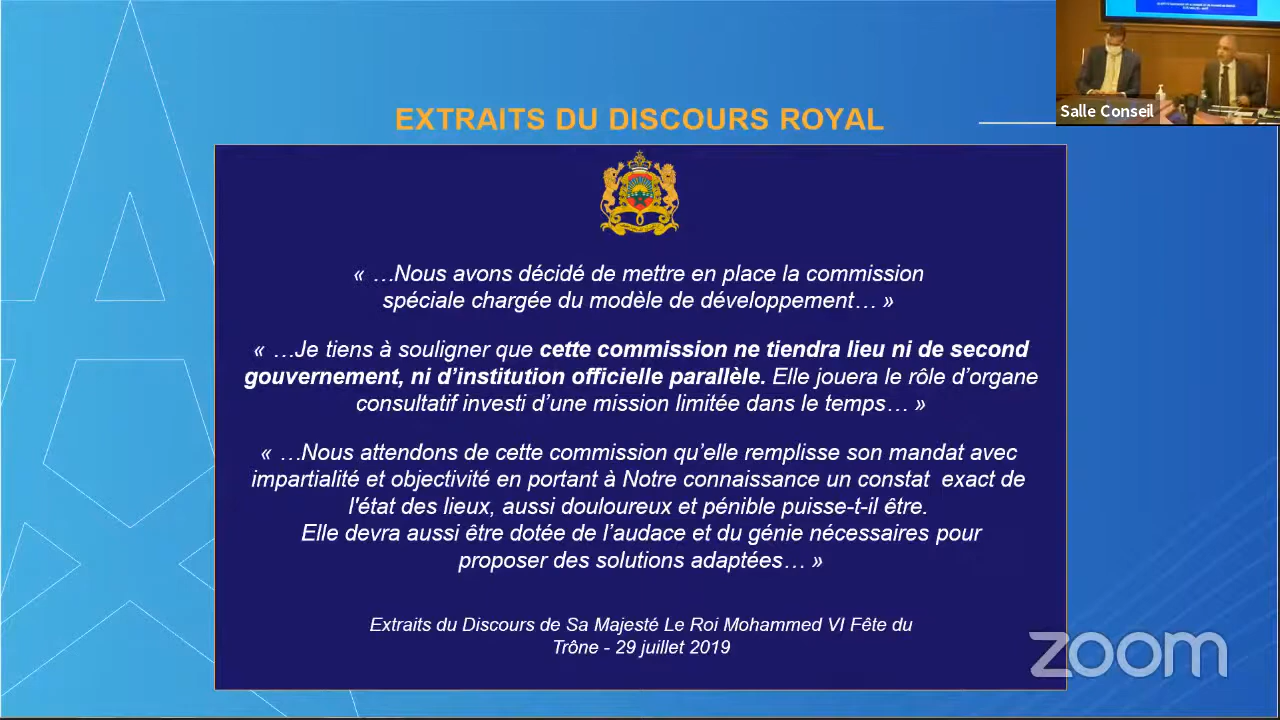 Salle Conseil
EXTRAITS DU DISCOURS ROYAL
« …Nous avons décidé de mettre en place la commission
spéciale chargée du modèle de développement… »
« …Je tiens à souligner que cette commission ne tiendra lieu ni de second
gouvernement, ni d’institution officielle parallèle. Elle jouera le rôle d’organe
consultatif investi d’une mission limitée dans le temps… »
« …Nous attendons de cette commission qu’elle remplisse son mandat avec
impartialité et objectivité en portant à Notre connaissance un constat exact de
l'état des lieux, aussi douloureux et pénible puisse-t-il être.
Elle devra aussi être dotée de l’audace et du génie nécessaires pour
proposer des solutions adaptées… »
Extraits du Discours de Sa Majesté Le Roi Mohammed VI Fête du
Trône - 29 juillet 2019
zoom